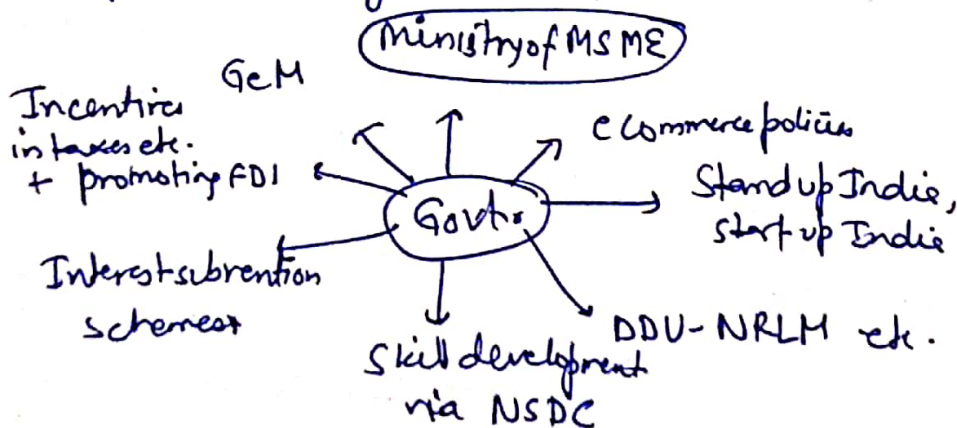 Ministry of MSME
GeM
Incentives
in taxes etc.
+ promoting FDI
e Commerce policies
Stand up India,
start up India
Govt.
Interest subvention
schemes
DDU-NRLM etc.
Skill development
via NSDC